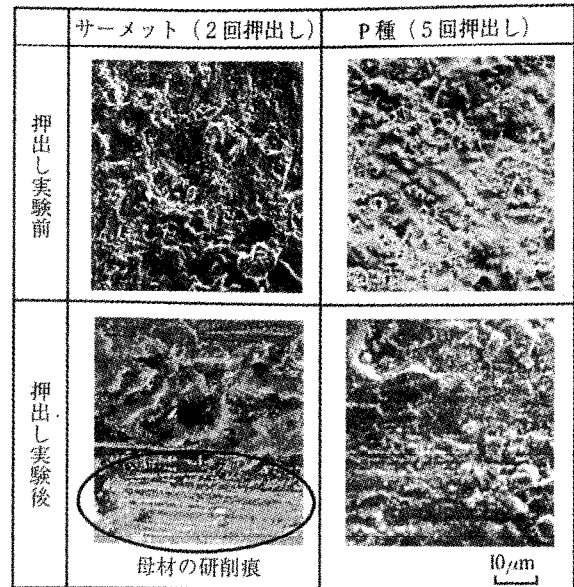 サーメット（2回押出し）
P種（5回押出し）
押出し実験前
押出し実験後
母材の研削痕
10μm